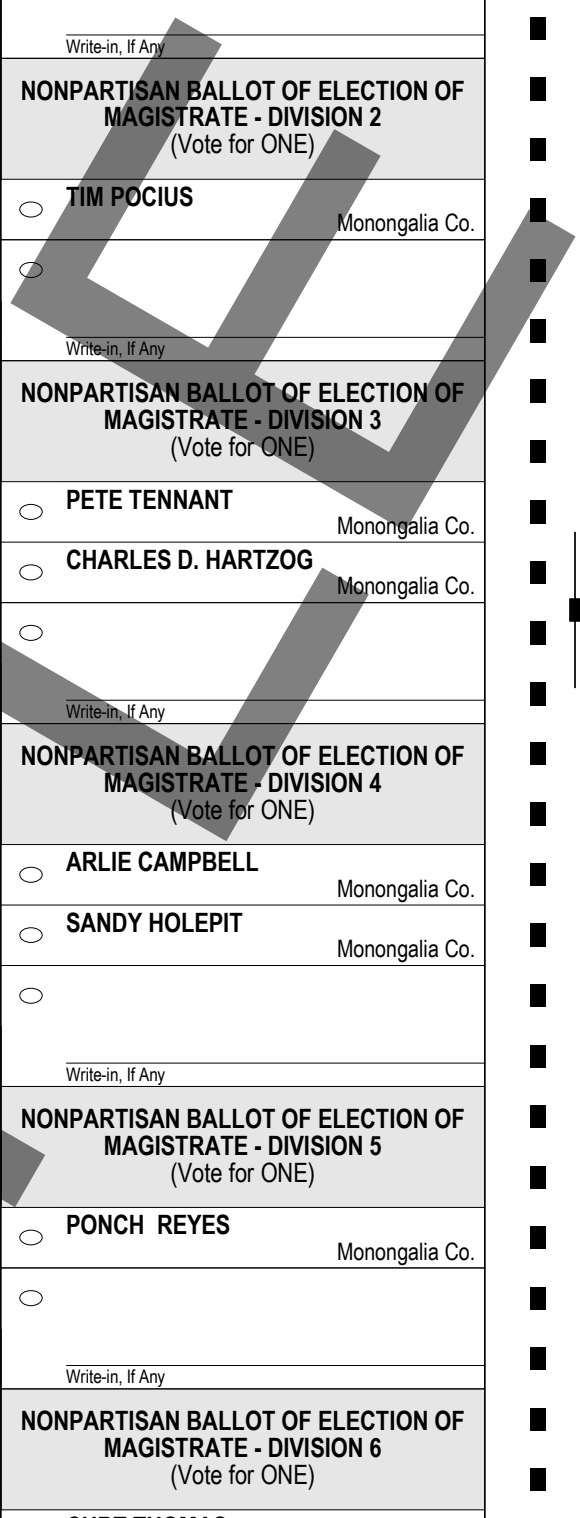 Write-in, If Any
NONPARTISAN BALLOT OF ELECTION OF
MAGISTRATE - DIVISION 2
(Vote for ONE)
TIM POCIUS
Monongalia Co.
Write-in, If Any
NONPARTISAN BALLOT OF ELECTION OF
MAGISTRATE - DIVISION 3
(Vote for ONE)
PETE TENNANT
Monongalia Co.
CHARLES D. HARTZOG
Monongalia Co.
Write-in, If Any
NONPARTISAN BALLOT OF ELECTION OF
MAGISTRATE - DIVISION 4
(Vote for ONE)
ARLIE CAMPBELL
Monongalia Co.
SANDY HOLEPIT
Monongalia Co.
Write-in, If Any
NONPARTISAN BALLOT OF ELECTION OF
MAGISTRATE - DIVISION 5
(Vote for ONE)
PONCH REYES
Monongalia Co.
Write-in, If Any
NONPARTISAN BALLOT OF ELECTION OF
MAGISTRATE - DIVISION 6
(Vote for ONE)